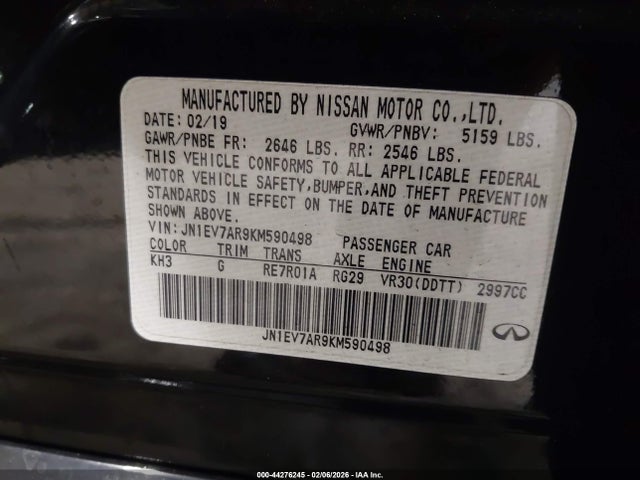 MANUFACTURED BY NISSAN MOTOR CO.,LTD.
DATE: 02/19 GVWR/PNBV: 5159 LBS.
GAWR/PNBE FR: 2646 LBS. RR: 2546 LBS.
THIS VEHICLE CONFORMS TO ALL APPLICABLE FEDERAL
MOTOR VEHICLE SAFETY,BUMPER,AND THEFT PREVENTION
STANDARDS IN EFFECT ON THE DATE OF MANUFACTURE
SHOWN ABOVE.
VIN: JN1EV7AR9KM590498 PASSENGER CAR
COLOR TRIM TRANS AXLE ENGINE
KH3 G RE7R01A RG29 VR30(DDTT) 2997CC
JN1EV7AR9KM590498
000-44276245 - 02/06/2026 - IAA Inc.